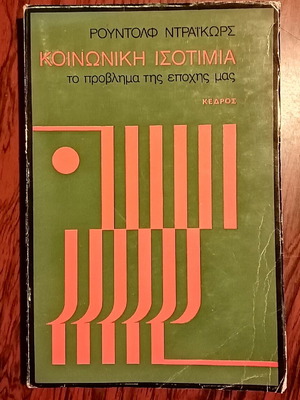 ΡΟΥΝΤΟΛΦ ΝΤΡΑΪΚΩΡΣ
ΚΟΙΝΩΝΙΚΗ ΙΣΟΤΙΜΙΑ
το προβλημα της εποχης μας
ΚΕΔΡΟΣ